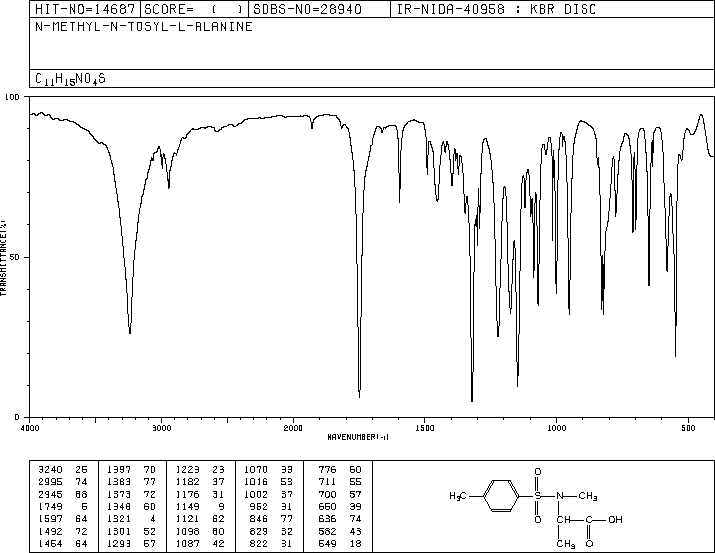 HIT-NO=14687 SCORE= ( ) SDBS-NO=28940 IR-NIDA-40958 : KBR DISC
N-METHYL-N-TOSYL-L-ALANINE
C11H15NO4S
100
TRANSMITTANCE(%)
50
0
4000 3000 2000 1500 1000 500
WAVENUMBER(-1)
3240 26 1397 70 1223 23 1070 33 776 60
2995 74 1383 77 1182 37 1016 53 711 55
2945 68 1373 72 1176 31 1002 37 700 57
1749 6 1348 60 1149 9 952 31 650 39
1597 64 1321 4 1121 62 846 77 636 74
1492 72 1301 52 1098 60 829 32 582 43
1454 64 1293 57 1087 42 822 31 549 18
O
H3C S N CH3
O CH C OH
CH3 O